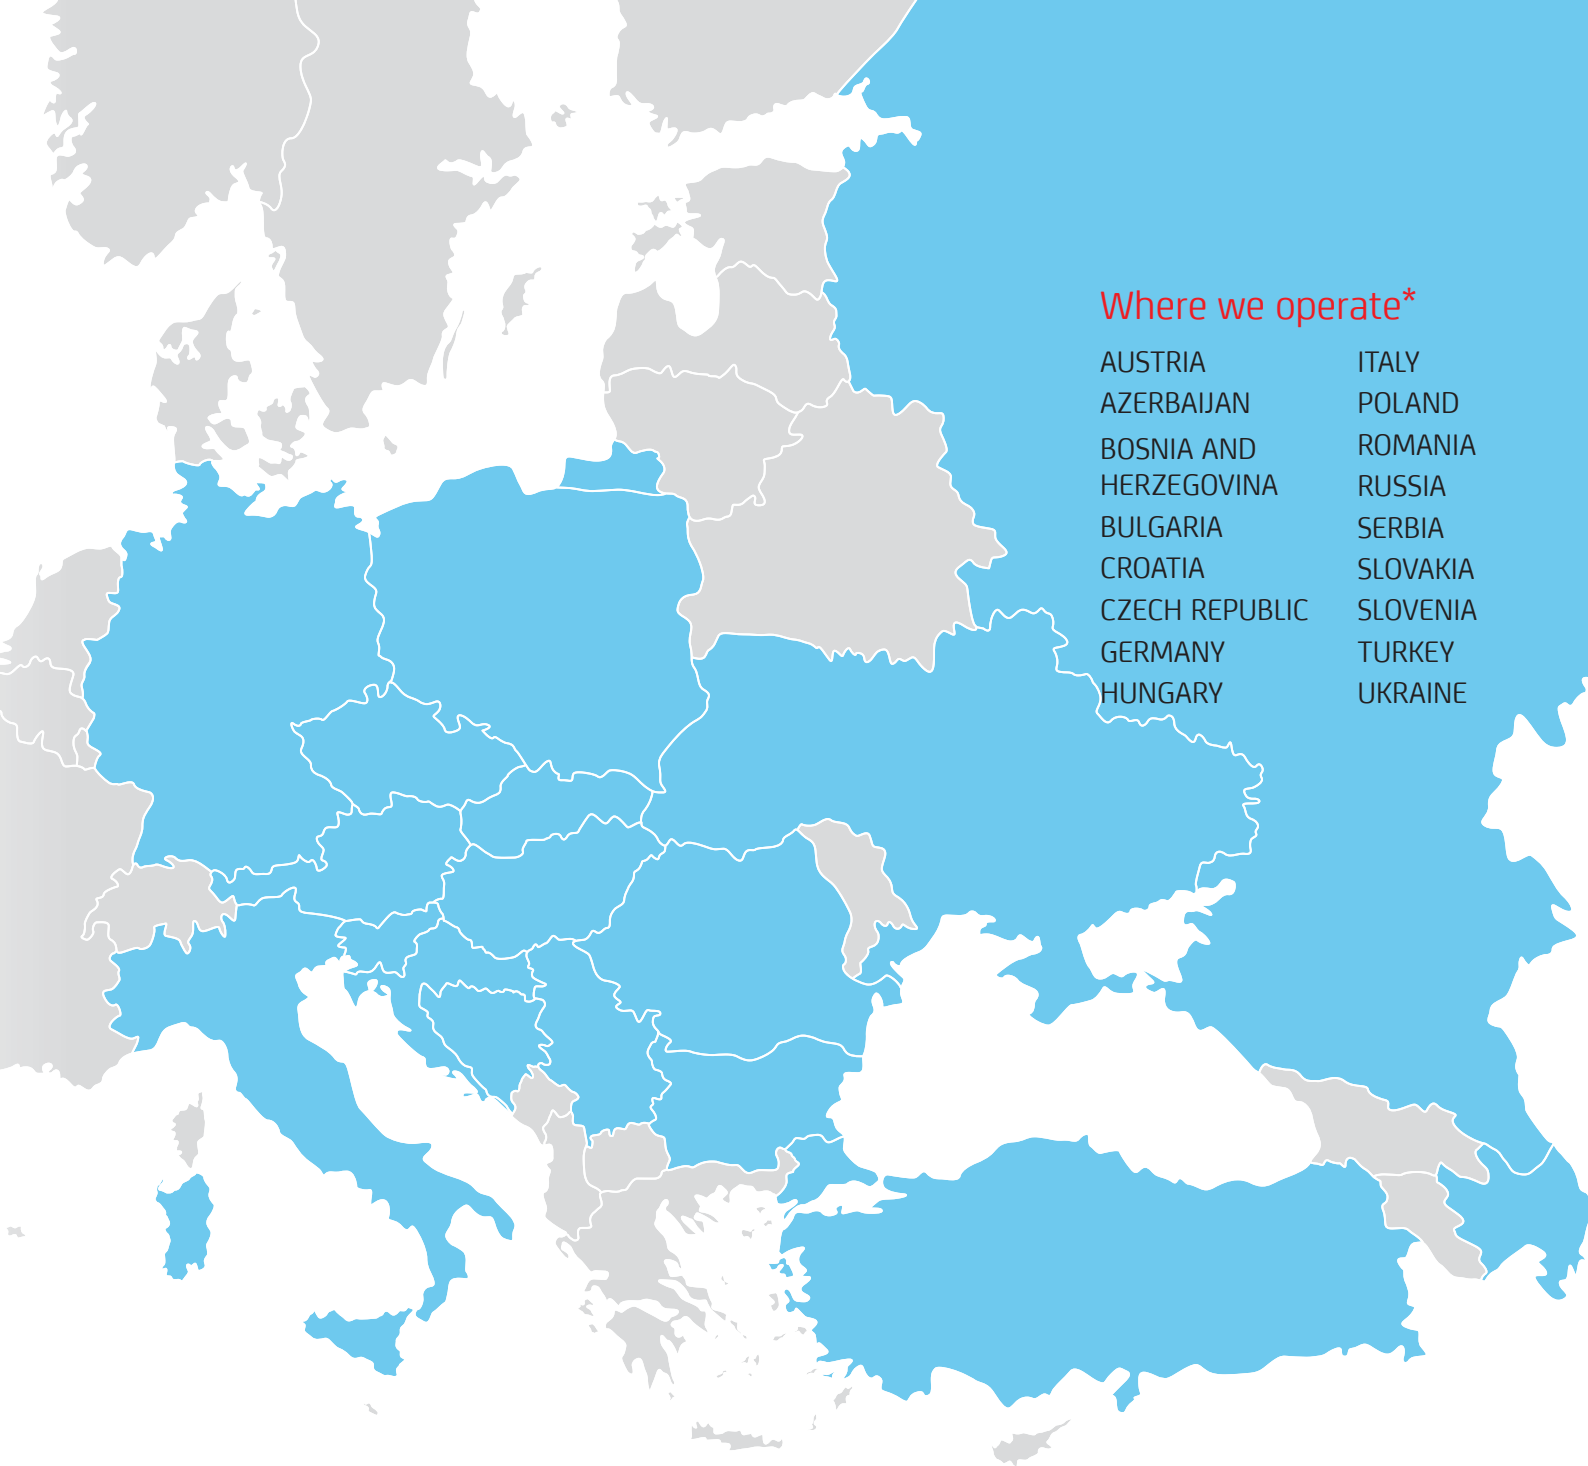 Where we operate*
AUSTRIA
AZERBAIJAN
BOSNIA AND
HERZEGOVINA
BULGARIA
CROATIA
CZECH REPUBLIC
GERMANY
HUNGARY
ITALY
POLAND
ROMANIA
RUSSIA
SERBIA
SLOVAKIA
SLOVENIA
TURKEY
UKRAINE